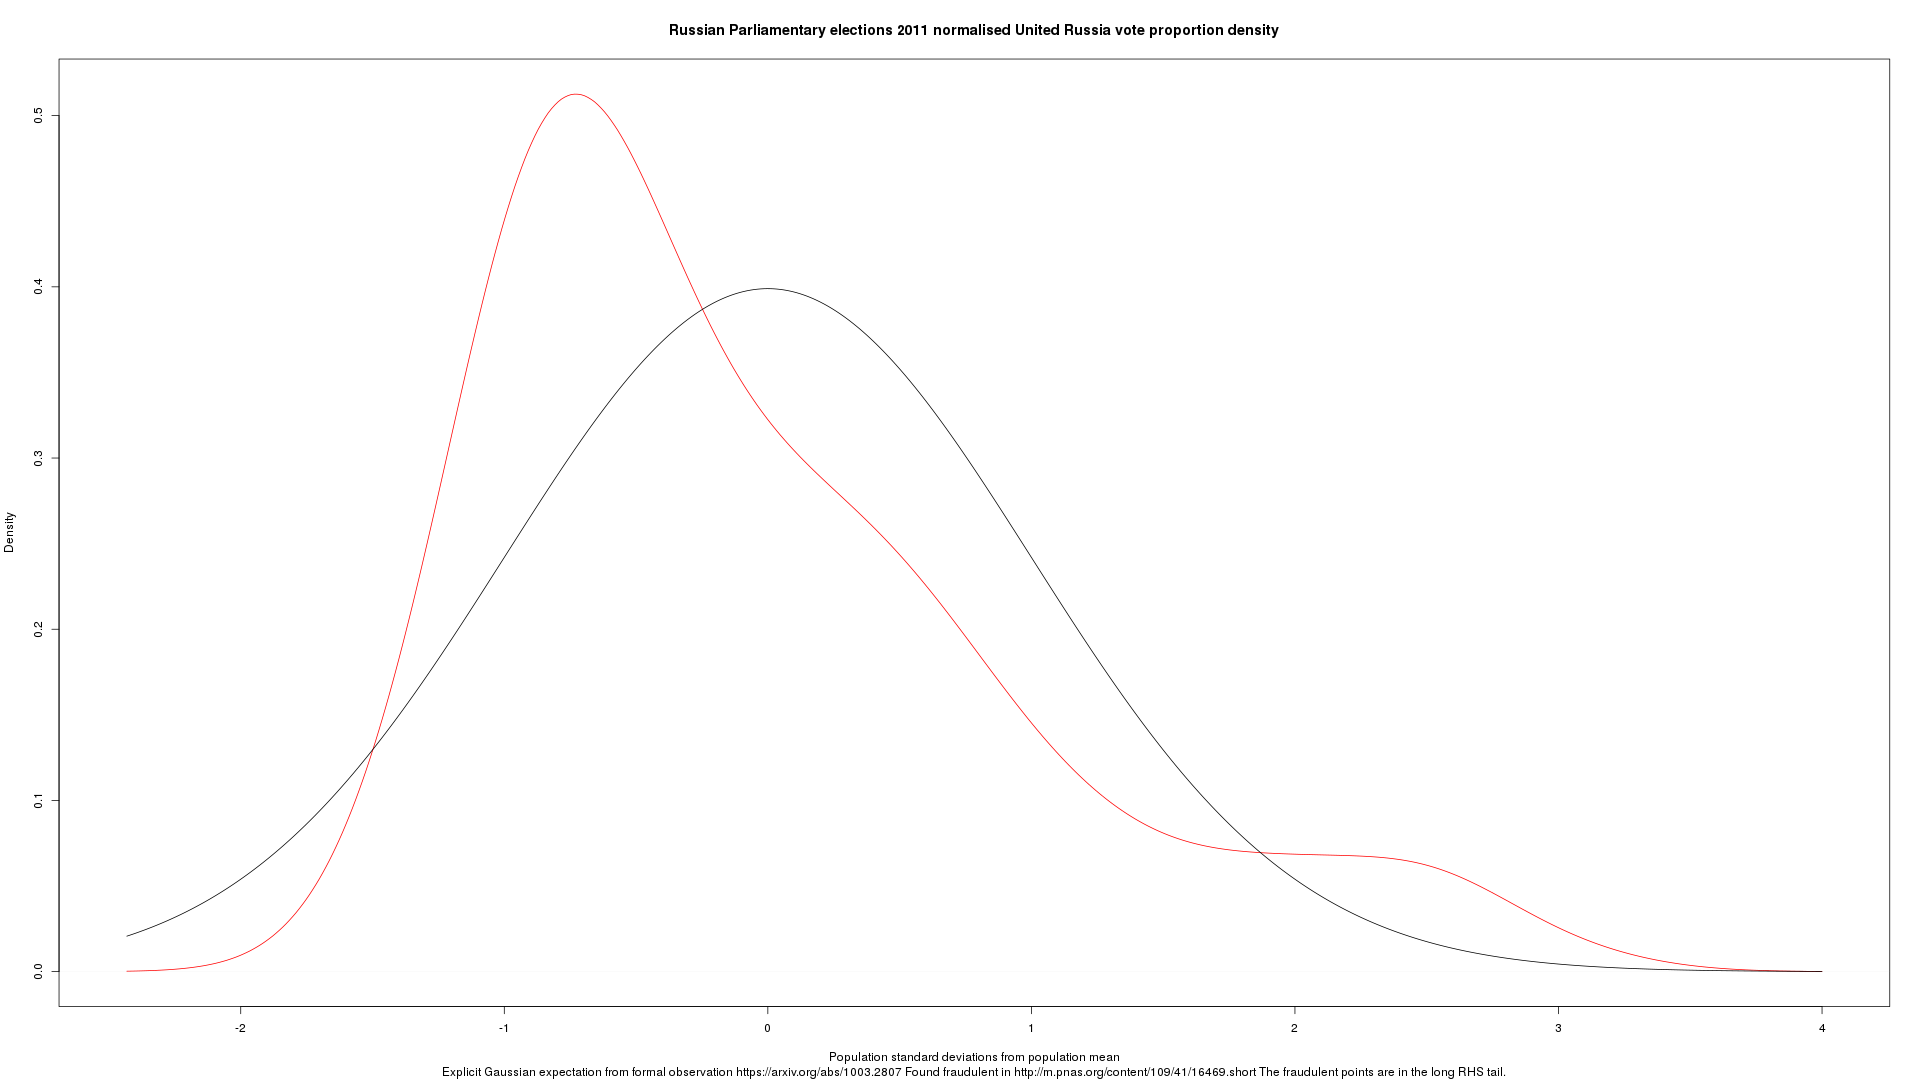 Russian Parliamentary elections 2011 normalised United Russia vote proportion density
0.5
0.4
0.3
0.2
0.1
0.0
Density
-2 -1 0 1 2 3 4
Population standard deviations from population mean
Explicit Gaussian expectation from formal observation https://arxiv.org/abs/1003.2807 Found fraudulent in http://m.pnas.org/content/109/41/16469.short The fraudulent points are in the long RHS tail.